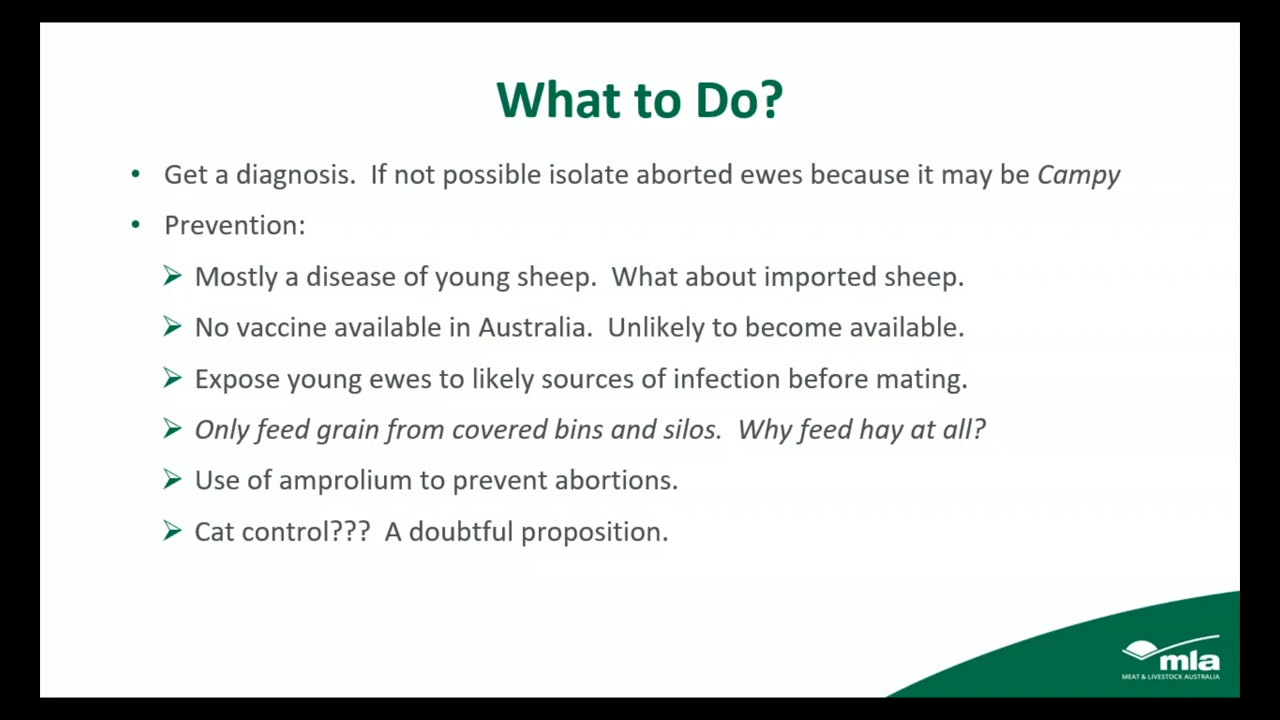 What to Do?
• Get a diagnosis.  If not possible isolate aborted ewes because it may be Campy
• Prevention:
➢ Mostly a disease of young sheep.  What about imported sheep.
➢ No vaccine available in Australia.  Unlikely to become available.
➢ Expose young ewes to likely sources of infection before mating.
➢ Only feed grain from covered bins and silos.  Why feed hay at all?
➢ Use of amprolium to prevent abortions.
➢ Cat control???  A doubtful proposition.
mla
MEAT & LIVESTOCK AUSTRALIA